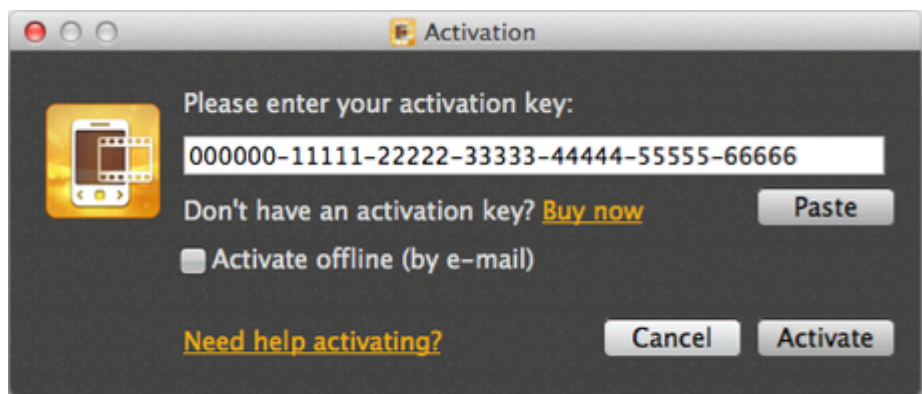 Activation
Please enter your activation key:
000000-11111-22222-33333-44444-55555-66666
Don't have an activation key? Buy now
Paste
Activate offline (by e-mail)
Need help activating?
Cancel
Activate